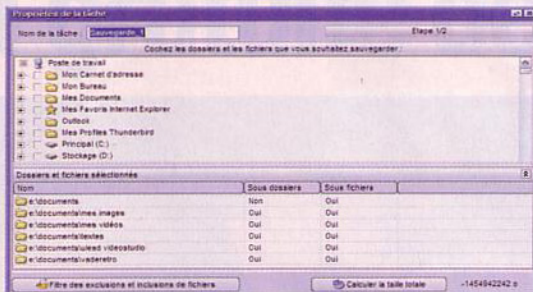 Propriétés de la tâche
Nom de la tâche : Sauvegarde_1
Etape 1/2
Cochez les dossiers et les fichiers que vous souhaitez sauvegarder :
Poste de travail
Mon Carnet d'adresse
Mon Bureau
Mes Documents
Mes Favoris Internet Explorer
Outlook
Mes Profiles Thunderbird
Principal (C:)
Stockage (D:)
Dossiers et fichiers sélectionnés
Nom Sous dossiers Sous fichiers
e:\documents Non Oui
e:\documents\mes images Oui Oui
e:\documents\mes vidéos Oui Oui
e:\documents\textes Oui Oui
e:\documents\ulead videostudio Oui Oui
e:\documents\vaderetro Oui Oui
Filtre des exclusions et inclusions de fichiers Calculer la taille totale -1454942242 o